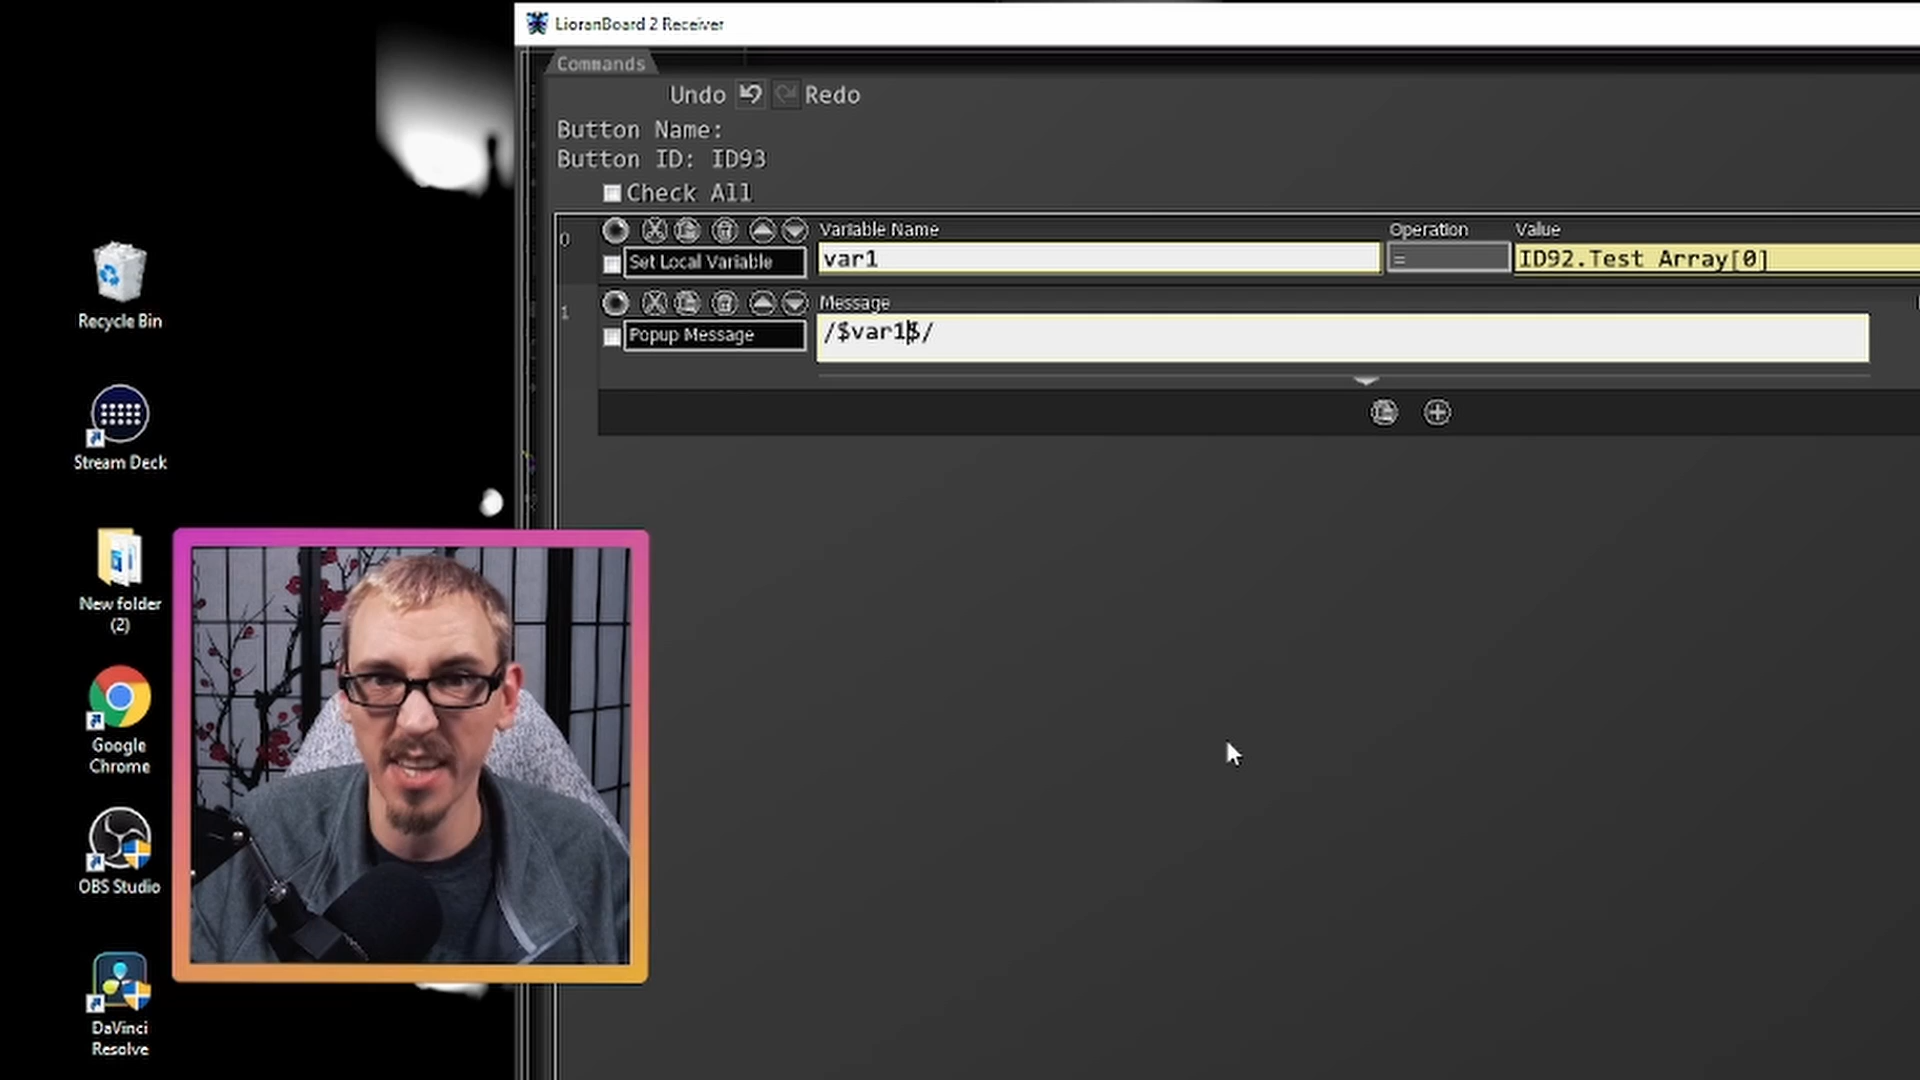 LioranBoard 2 Receiver
Commands
Undo Redo
Button Name:
Button ID: ID93
Check All
0
Variable Name Operation Value
Set Local Variable var1 = ID92.Test Array[0]
1
Message
Popup Message /$var1$/
Recycle Bin
Stream Deck
New folder
(2)
Google
Chrome
OBS Studio
DaVinci
Resolve